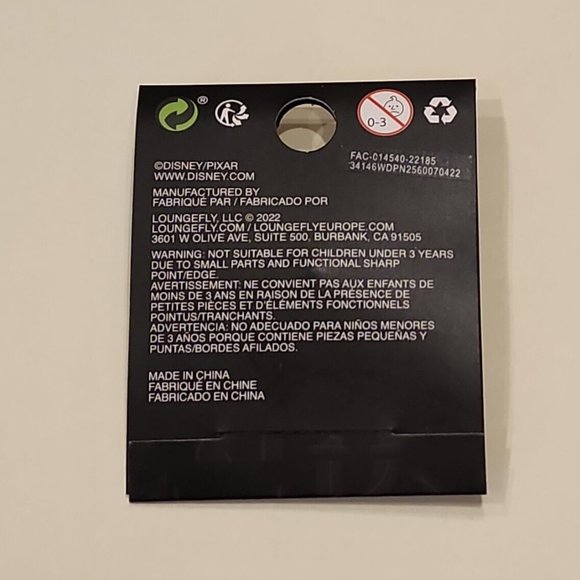 ®
0-3
FAC-014540-22185
34146WDPN2560070422
©DISNEY/PIXAR
WWW.DISNEY.COM
MANUFACTURED BY
FABRIQUÉ PAR / FABRICADO POR
LOUNGEFLY, LLC © 2022
LOUNGEFLY.COM / LOUNGEFLYEUROPE.COM
3601 W OLIVE AVE, SUITE 500, BURBANK, CA 91505
WARNING: NOT SUITABLE FOR CHILDREN UNDER 3 YEARS
DUE TO SMALL PARTS AND FUNCTIONAL SHARP
POINT/EDGE.
AVERTISSEMENT: NE CONVIENT PAS AUX ENFANTS DE
MOINS DE 3 ANS EN RAISON DE LA PRÉSENCE DE
PETITES PIÈCES ET D'ÉLÉMENTS FONCTIONNELS
POINTUS/TRANCHANTS.
ADVERTENCIA: NO ADECUADO PARA NIÑOS MENORES
DE 3 AÑOS PORQUE CONTIENE PIEZAS PEQUEÑAS Y
PUNTAS/BORDES AFILADOS.
MADE IN CHINA
FABRIQUÉ EN CHINE
FABRICADO EN CHINA